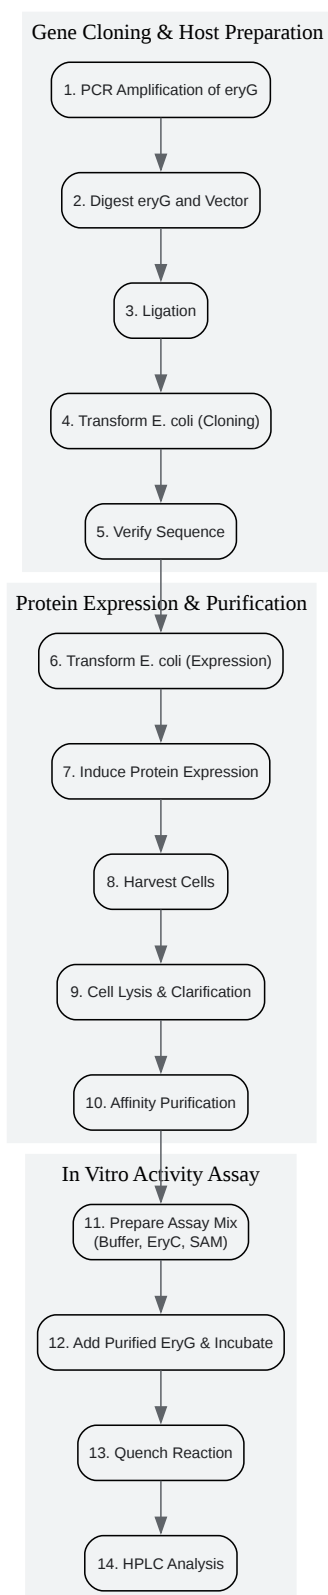 Gene Cloning & Host Preparation
1. PCR Amplification of eryG
2. Digest eryG and Vector
3. Ligation
4. Transform E. coli (Cloning)
5. Verify Sequence
Protein Expression & Purification
6. Transform E. coli (Expression)
7. Induce Protein Expression
8. Harvest Cells
9. Cell Lysis & Clarification
10. Affinity Purification
In Vitro Activity Assay
11. Prepare Assay Mix
(Buffer, EryC, SAM)
12. Add Purified EryG & Incubate
13. Quench Reaction
14. HPLC Analysis